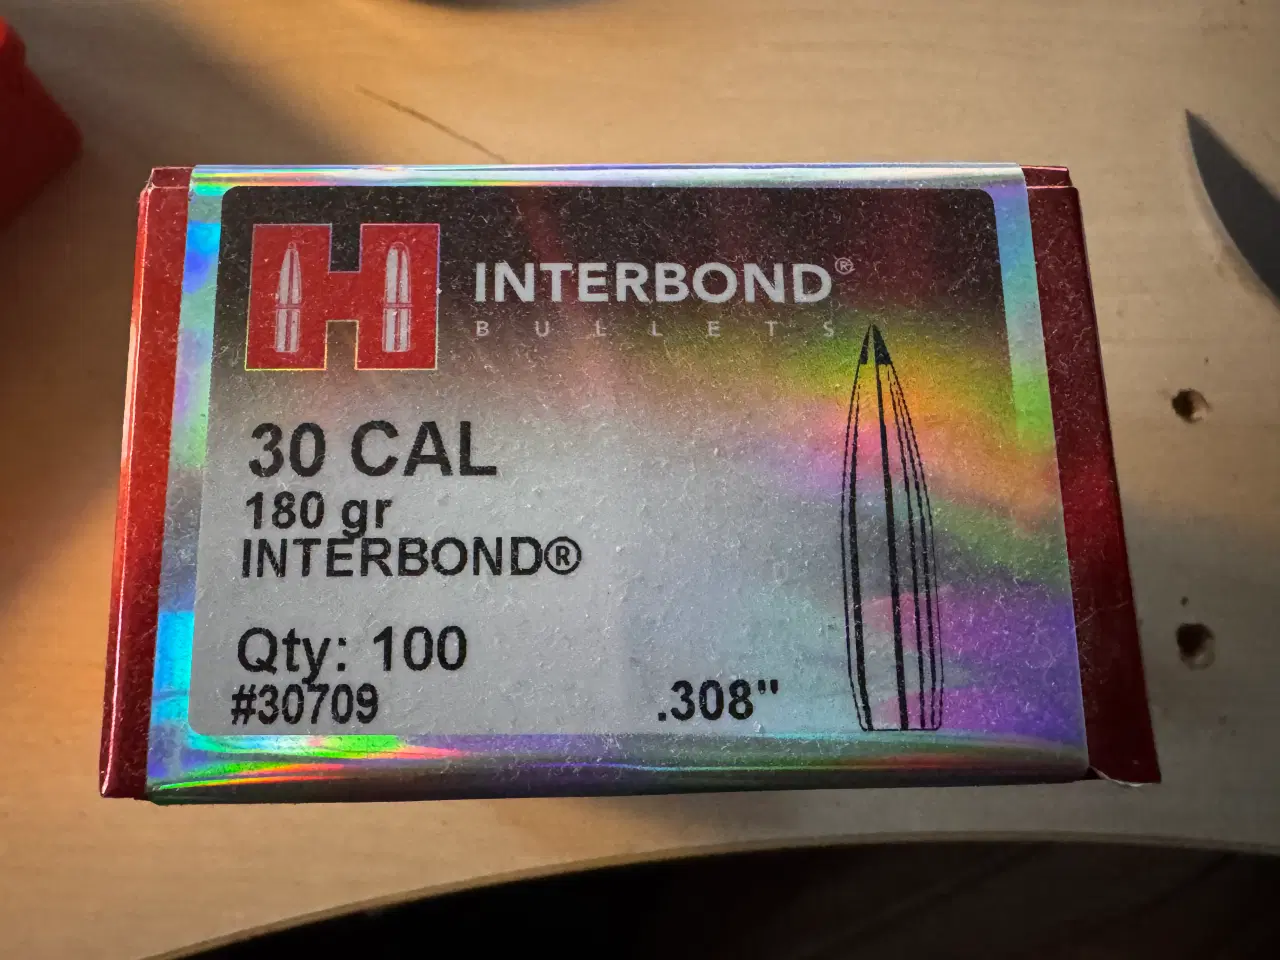 H
INTERBOND®
BULLETS
30 CAL
180 gr
INTERBOND®
Qty: 100
#30709
.308"